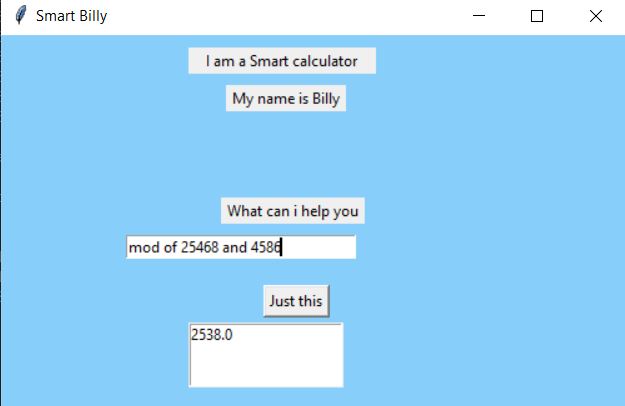 Smart Billy
I am a Smart calculator
My name is Billy
What can i help you
mod of 25468 and 4586
Just this
2538.0